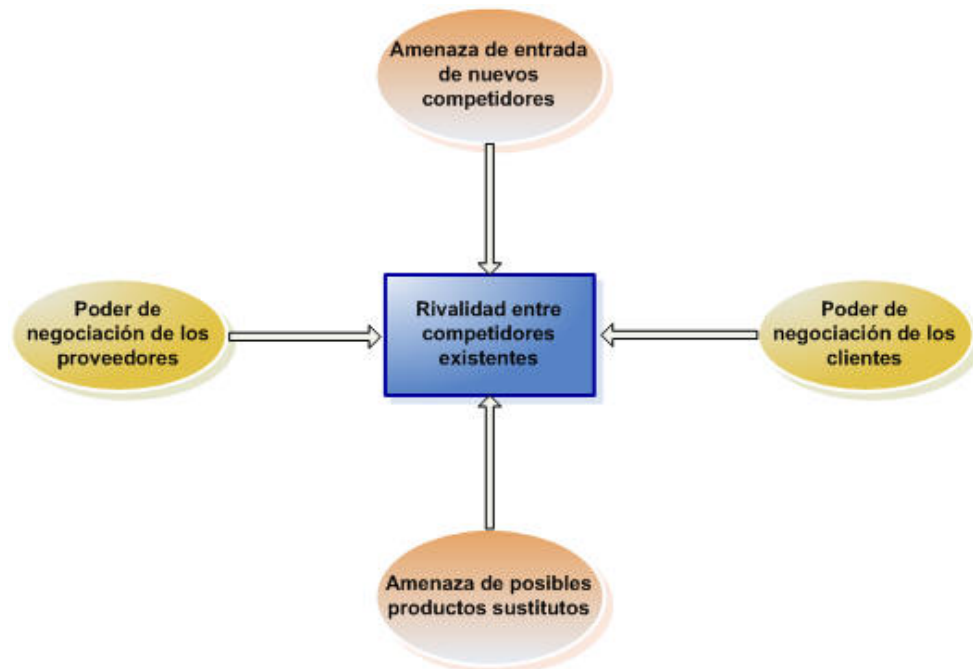 Amenaza de entrada
de nuevos
competidores
Poder de
negociación de los
proveedores
Rivalidad entre
competidores
existentes
Poder de
negociación de los
clientes
Amenaza de posibles
productos sustitutos